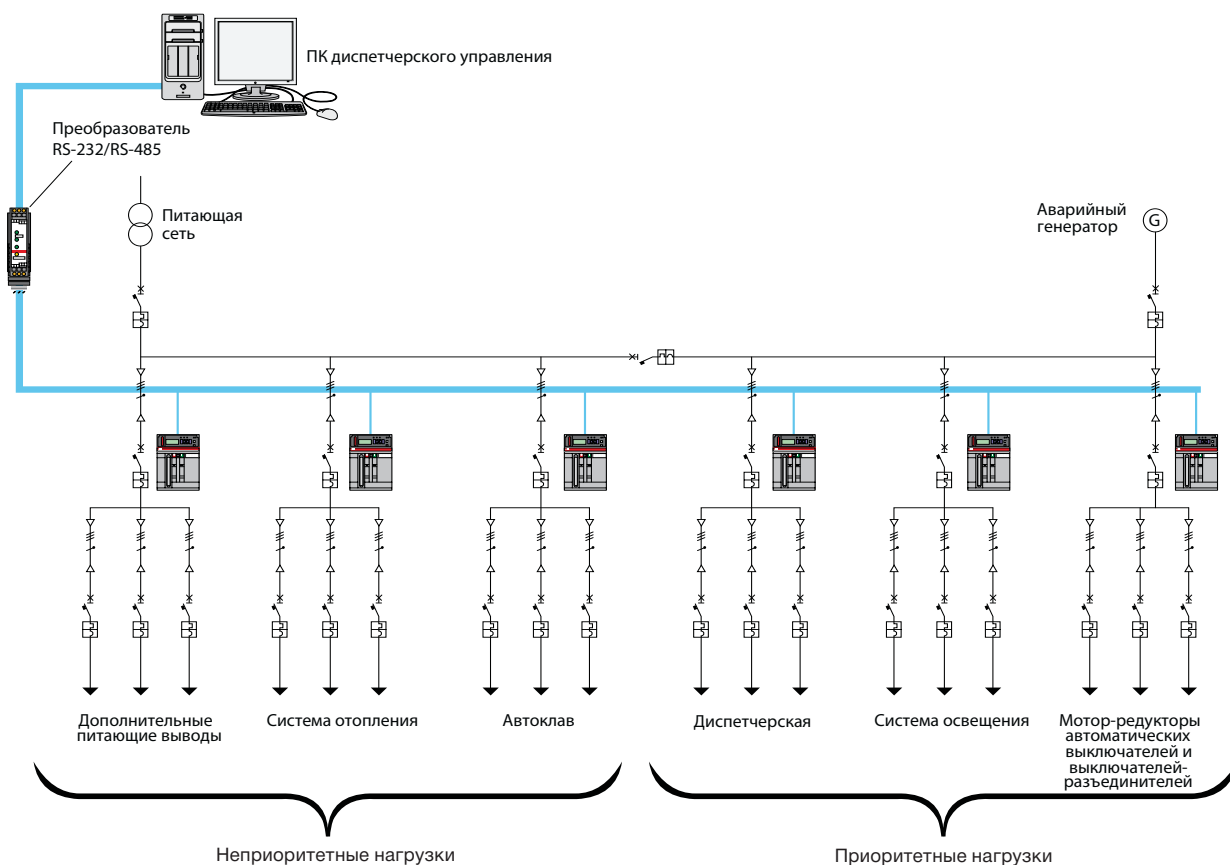 ПК диспетчерского управления
Преобразователь
RS-232/RS-485
Питающая
сеть
Аварийный
генератор
G
Дополнительные
питающие выводы
Система отопления
Автоклав
Диспетчерская
Система освещения
Мотор-редукторы
автоматических
выключателей и
выключателей-
разъединителей
Неприоритетные нагрузки
Приоритетные нагрузки